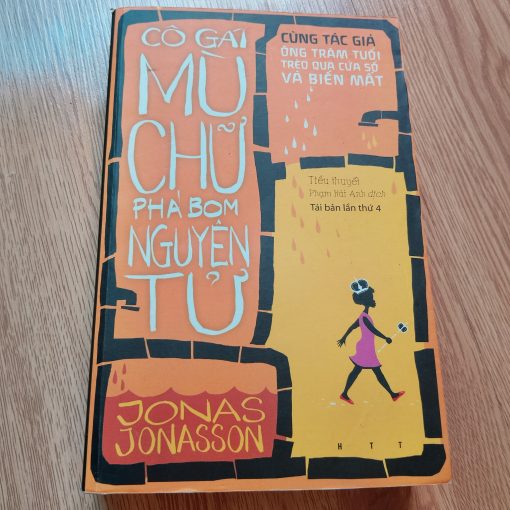 CÔ GÁI
MÙ
CHỮ
PHÁ BOM
NGUYÊN
TỬ
CÙNG TÁC GIẢ
ÔNG TRĂM TUỔI
TRÈO QUA CỬA SỔ
VÀ BIẾN MẤT
Tiểu thuyết
Phạm Hải Anh dịch
Tái bản lần thứ 4
JONAS
JONASSON
HTT